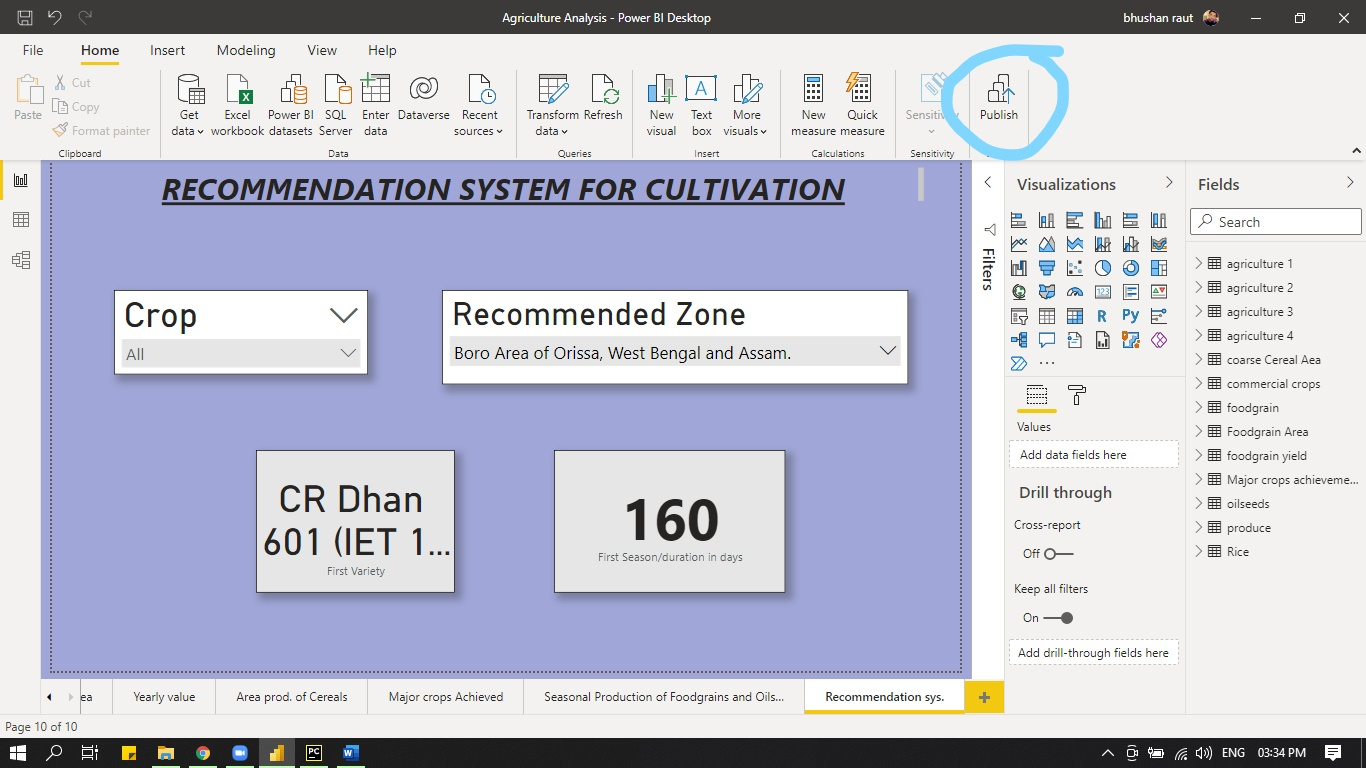 Agriculture Analysis - Power BI Desktop
bhushan raut
File Home Insert Modeling View Help
Paste
Cut
Copy
Format painter
Clipboard
Get data
Excel workbook
Power BI datasets
SQL Server
Enter data
Dataverse
Recent sources
Data
Transform data
Refresh
Queries
New visual
Text box
More visuals
Insert
New measure
Quick measure
Calculations
Sensitivity
Sensitivity
Publish
RECOMMENDATION SYSTEM FOR CULTIVATION
Crop
All
Recommended Zone
Boro Area of Orissa, West Bengal and Assam.
CR Dhan
601 (IET 1...
First Variety
160
First Season/duration in days
Filters
Visualizations
123
R
Py
...
Values
Add data fields here
Drill through
Cross-report
Off
Keep all filters
On
Add drill-through fields here
Fields
Search
agriculture 1
agriculture 2
agriculture 3
agriculture 4
coarse Cereal Aea
commercial crops
foodgrain
Foodgrain Area
foodgrain yield
Major crops achieveme...
oilseeds
produce
Rice
ea
Yearly value
Area prod. of Cereals
Major crops Achieved
Seasonal Production of Foodgrains and Oils...
Recommendation sys.
Page 10 of 10
ENG
03:34 PM